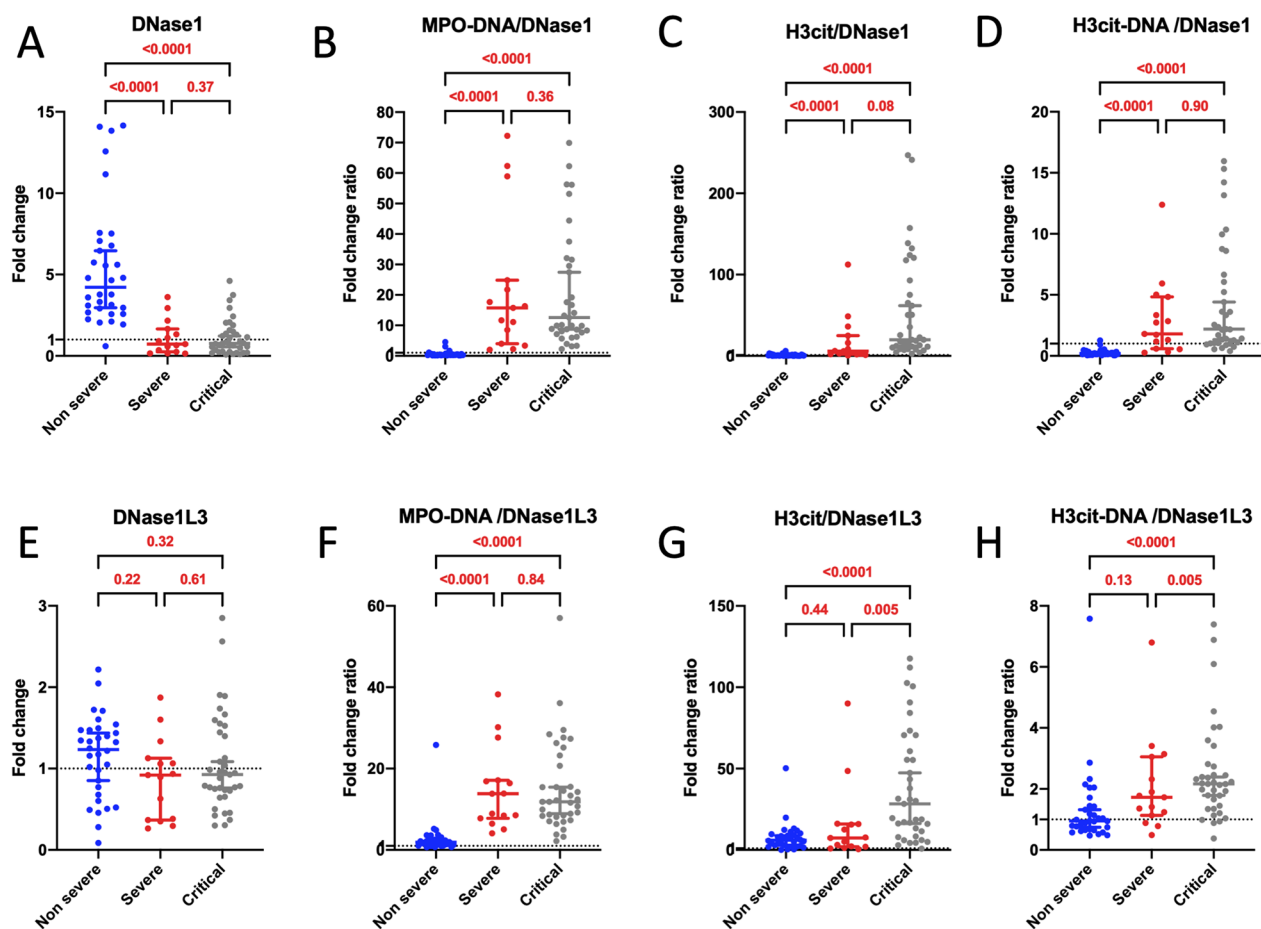 A
DNase1
<0.0001
<0.0001
0.37
Fold change
15
10
5
1
0
Non severe
Severe
Critical
B
MPO-DNA/DNase1
<0.0001
<0.0001
0.36
Fold change ratio
80
70
60
50
40
30
20
10
0
Non severe
Severe
Critical
C
H3cit/DNase1
<0.0001
<0.0001
0.08
Fold change ratio
300
200
100
0
Non severe
Severe
Critical
D
H3cit-DNA /DNase1
<0.0001
<0.0001
0.90
Fold change ratio
20
15
10
5
1
0
Non severe
Severe
Critical
E
DNase1L3
0.32
0.22
0.61
Fold change
3
2
1
0
Non severe
Severe
Critical
F
MPO-DNA /DNase1L3
<0.0001
<0.0001
0.84
Fold change ratio
60
40
20
0
Non Severe
Severe
Critical
G
H3cit/DNase1L3
<0.0001
0.44
0.005
Fold change ratio
150
100
50
0
Non Severe
Severe
Critical
H
H3cit-DNA /DNase1L3
<0.0001
0.13
0.005
Fold change ratio
8
6
4
2
1
0
Non Severe
Severe
Critical